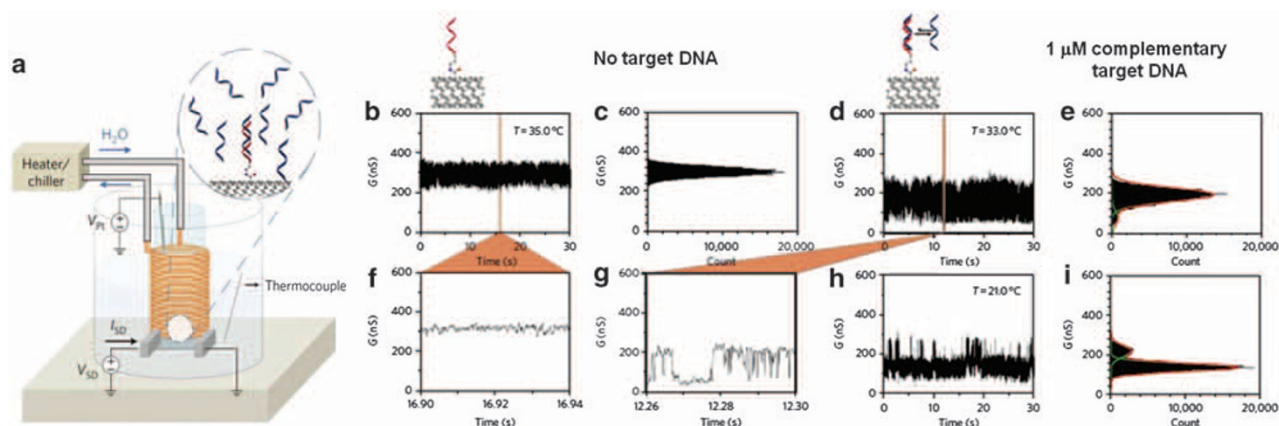 a
H₂O
Heater/
chiller
V_Pt
Thermocouple
I_SD
V_SD
No target DNA
1 µM complementary
target DNA
b
600
400
200
0
G (nS)
T = 35.0 °C
0 10 20 30
Time (s)
c
600
400
200
0
G (nS)
0 10,000 20,000
Count
d
600
400
200
0
G (nS)
T = 33.0 °C
0 10 20 30
Time (s)
e
600
400
200
0
G (nS)
0 10,000 20,000
Count
f
600
400
200
0
G (nS)
16.90 16.92 16.94
Time (s)
g
600
400
200
0
G (nS)
12.26 12.28 12.30
Time (s)
h
600
400
200
0
G (nS)
T = 21.0 °C
0 10 20 30
Time (s)
i
600
400
200
0
G (nS)
0 10,000 20,000
Count